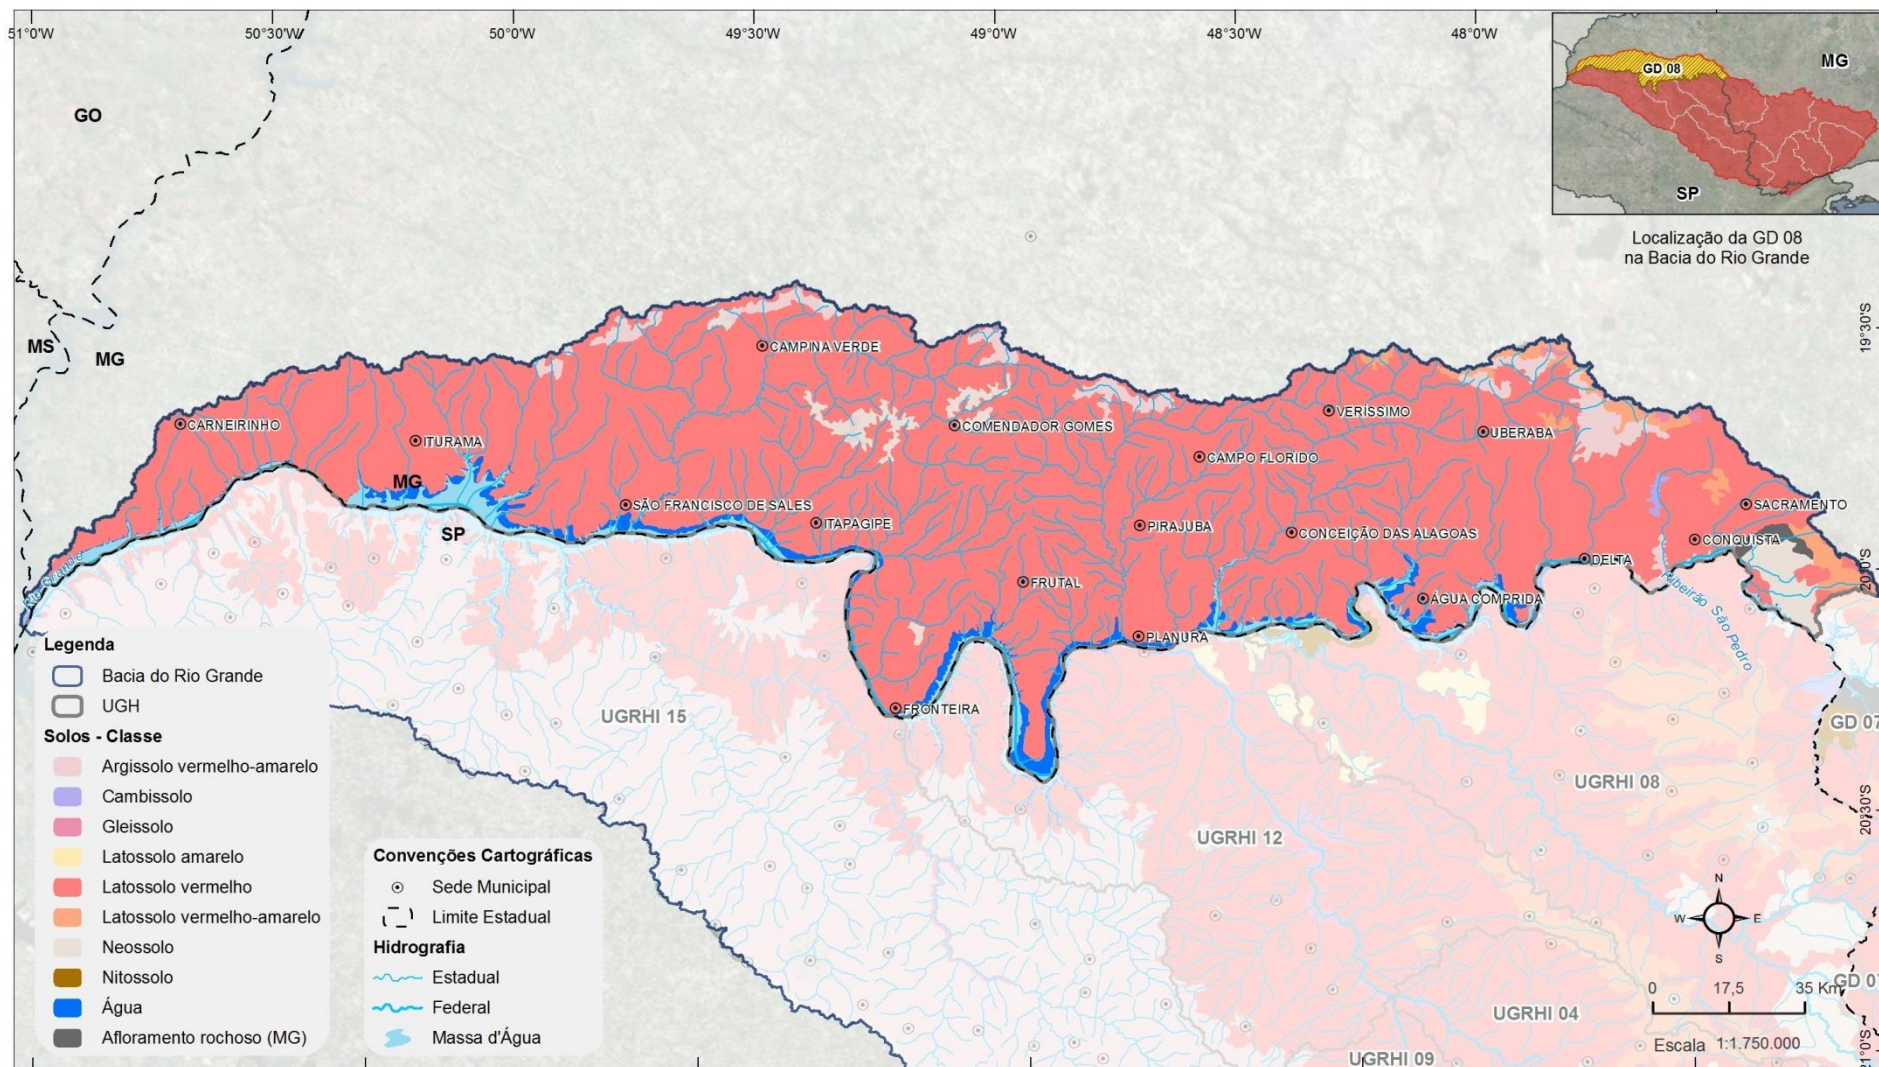 51°0'W
50°30'W
50°0'W
49°30'W
49°0'W
48°30'W
48°0'W
GD 08
MG
SP
Localização da GD 08
na Bacia do Rio Grande
GO
MS
MG
19°30'S
20°0'S
20°30'S
21°0'S
CAMPINA VERDE
CARNEIRINHO
ITURAMA
COMENDADOR GOMES
VERÍSSIMO
UBERABA
CAMPO FLORIDO
MG
SÃO FRANCISCO DE SALES
ITAPAGIPE
PIRAJUBA
CONCEIÇÃO DAS ALAGOAS
SACRAMENTO
CONQUISTA
SP
DELTA
FRUTAL
ÁGUA COMPRIDA
PLANURA
FRONTEIRA
Rio Grande
Ribeirão São Pedro
UGRHI 15
UGRHI 08
UGRHI 12
UGRHI 04
UGRHI 09
GD 07
GD 07
Legenda
Bacia do Rio Grande
UGH
Solos - Classe
Argissolo vermelho-amarelo
Cambissolo
Gleissolo
Latossolo amarelo
Latossolo vermelho
Latossolo vermelho-amarelo
Neossolo
Nitossolo
Água
Afloramento rochoso (MG)
Convenções Cartográficas
Sede Municipal
Limite Estadual
Hidrografia
Estadual
Federal
Massa d'Água
N
W
E
S
0 17,5 35 Km
Escala 1:1.750.000